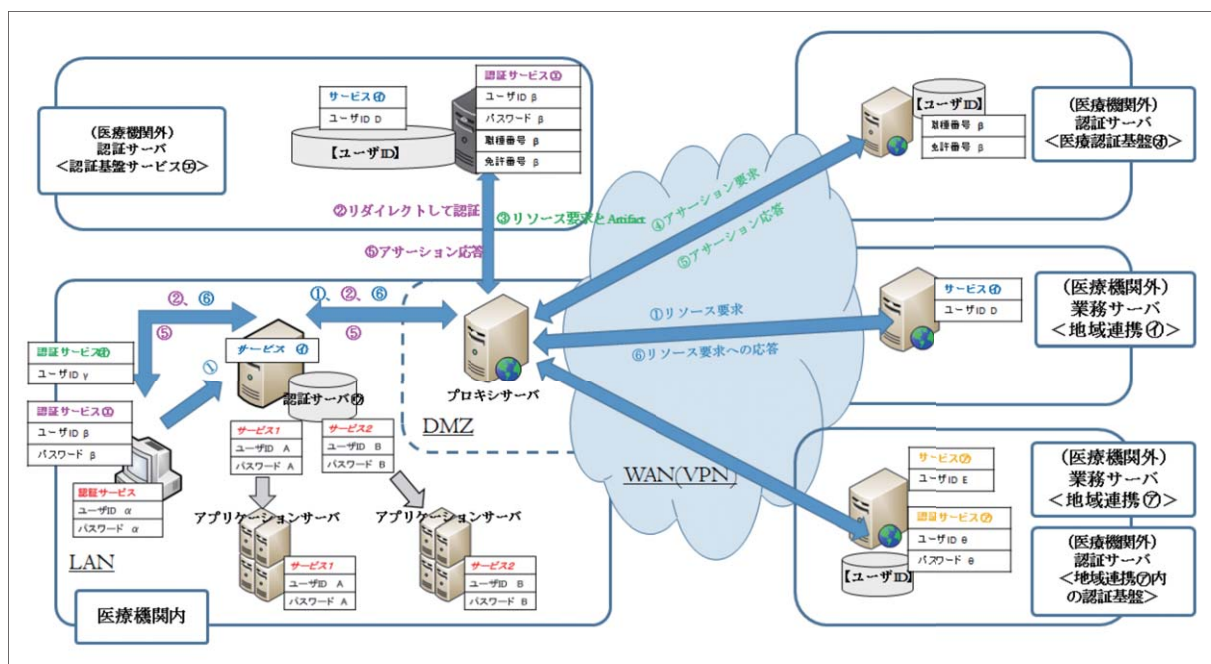 (医療機関外)
認証サーバ
<認証基盤サービス㋓>
サービス ㋑
ユーザID D
【ユーザID】
認証サービス㋓
ユーザID β
パスワード β
職種番号 β
免許番号 β
②リダイレクトして認証
③リソース要求とArtifact
⑤アサーション応答
【ユーザID】
職種番号 β
免許番号 β
(医療機関外)
認証サーバ
<医療認証基盤㋔>
④アサーション要求
⑤アサーション応答
サービス ㋑
ユーザID D
(医療機関外)
業務サーバ
<地域連携㋑>
①リソース要求
⑥リソース要求への応答
②、⑥
⑤
①、②、⑥
⑤
①
認証サービス㋔
ユーザID γ
認証サービス㋓
ユーザID β
パスワード β
認証サービス
ユーザID α
パスワード α
LAN
サービス ㋑
認証サーバ㋒
サービス1
ユーザID A
パスワード A
サービス2
ユーザID B
パスワード B
プロキシサーバ
DMZ
WAN(VPN)
アプリケーションサーバ
サービス1
ユーザID A
パスワード A
アプリケーションサーバ
サービス2
ユーザID B
パスワード B
医療機関内
サービス㋐
ユーザID E
認証サービス㋐
ユーザID θ
パスワード θ
【ユーザID】
(医療機関外)
業務サーバ
<地域連携㋐>
(医療機関外)
認証サーバ
<地域連携㋐内
の認証基盤>